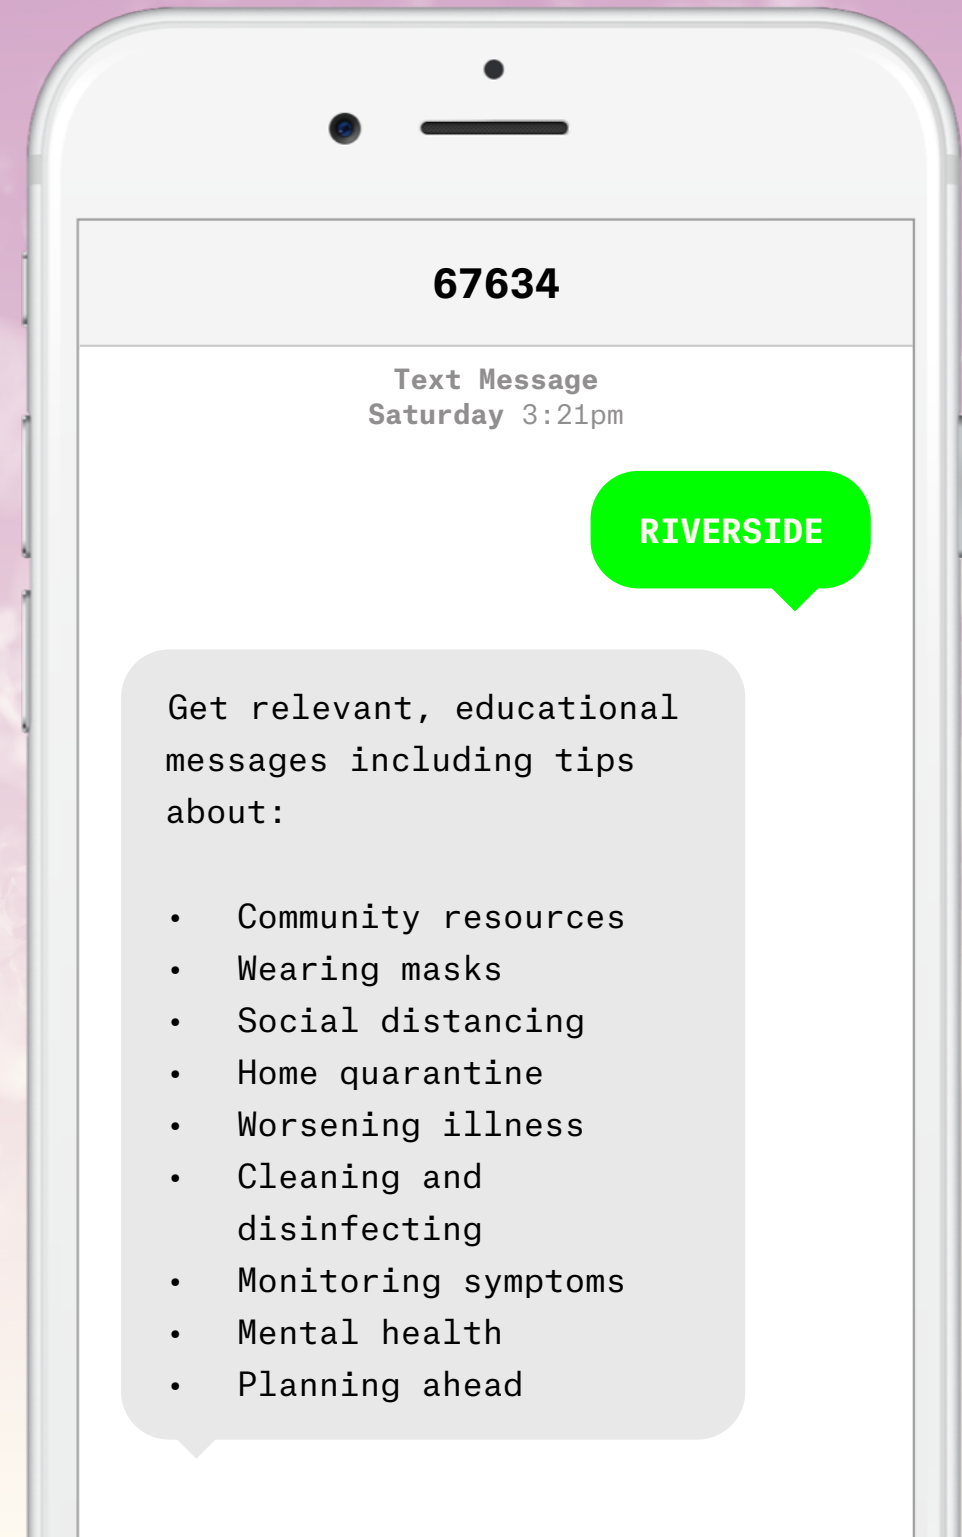 67634
Text Message
Saturday 3:21pm
RIVERSIDE
Get relevant, educational
messages including tips
about:
• Community resources
• Wearing masks
• Social distancing
• Home quarantine
• Worsening illness
• Cleaning and
disinfecting
• Monitoring symptoms
• Mental health
• Planning ahead